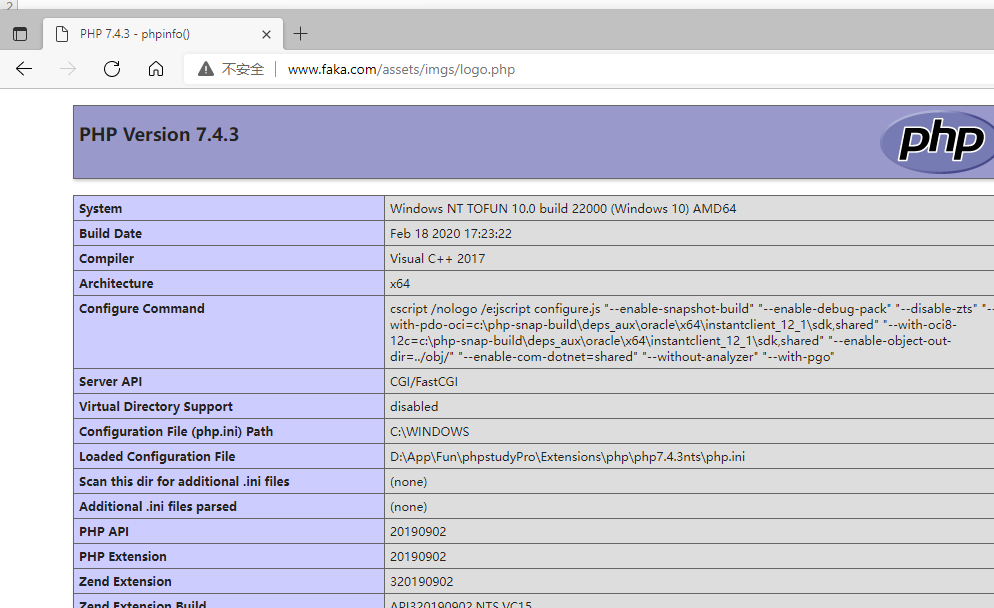 2
PHP 7.4.3 - phpinfo()
不安全 www.faka.com/assets/imgs/logo.php
PHP Version 7.4.3
php
System Windows NT TOFUN 10.0 build 22000 (Windows 10) AMD64
Build Date Feb 18 2020 17:23:22
Compiler Visual C++ 2017
Architecture x64
Configure Command cscript /nologo /e:jscript configure.js "--enable-snapshot-build" "--enable-debug-pack" "--disable-zts" "--
with-pdo-oci=c:\php-snap-build\deps_aux\oracle\x64\instantclient_12_1\sdk,shared" "--with-oci8-
12c=c:\php-snap-build\deps_aux\oracle\x64\instantclient_12_1\sdk,shared" "--enable-object-out-
dir=../obj/" "--enable-com-dotnet=shared" "--without-analyzer" "--with-pgo"
Server API CGI/FastCGI
Virtual Directory Support disabled
Configuration File (php.ini) Path C:\WINDOWS
Loaded Configuration File D:\App\Fun\phpstudyPro\Extensions\php\php7.4.3nts\php.ini
Scan this dir for additional .ini files (none)
Additional .ini files parsed (none)
PHP API 20190902
PHP Extension 20190902
Zend Extension 320190902
Zend Extension Build API320190902,NTS,VC15